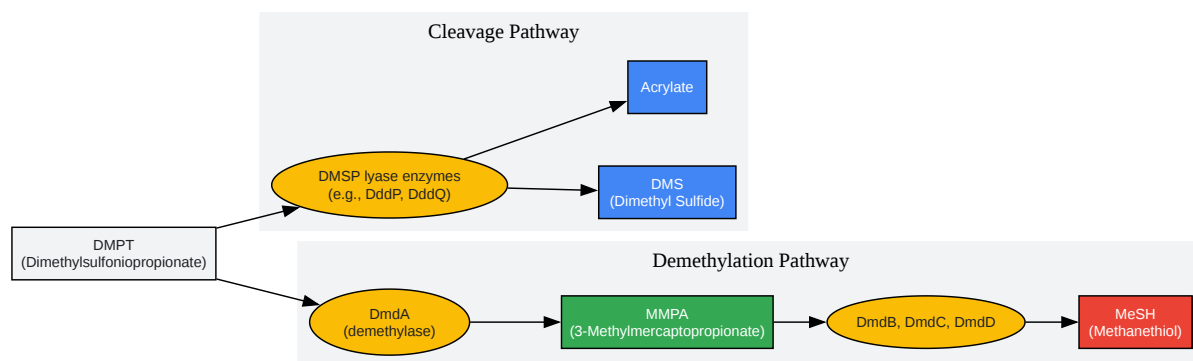 Cleavage Pathway
Acrylate
DMSP lyase enzymes
(e.g., DddP, DddQ)
DMS
(Dimethyl Sulfide)
DMPT
(Dimethylsulfoniopropionate)
Demethylation Pathway
DmdA
(demethylase)
MMPA
(3-Methylmercaptopropionate)
DmdB, DmdC, DmdD
MeSH
(Methanethiol)